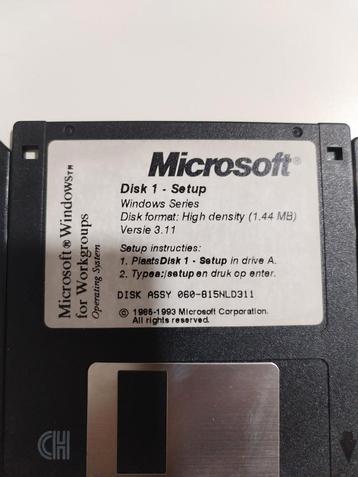 Microsoft® Windows™
for Workgroups
Operating System
Microsoft®
Disk 1 - Setup
Windows Series
Disk format: High density (1.44 MB)
Versie 3.11
Setup instructies:
1. Plaats Disk 1 - Setup in drive A.
2. Type a:/setup en druk op enter.
DISK ASSY 060-815NLD311
© 1985-1993 Microsoft Corporation.
All rights reserved.